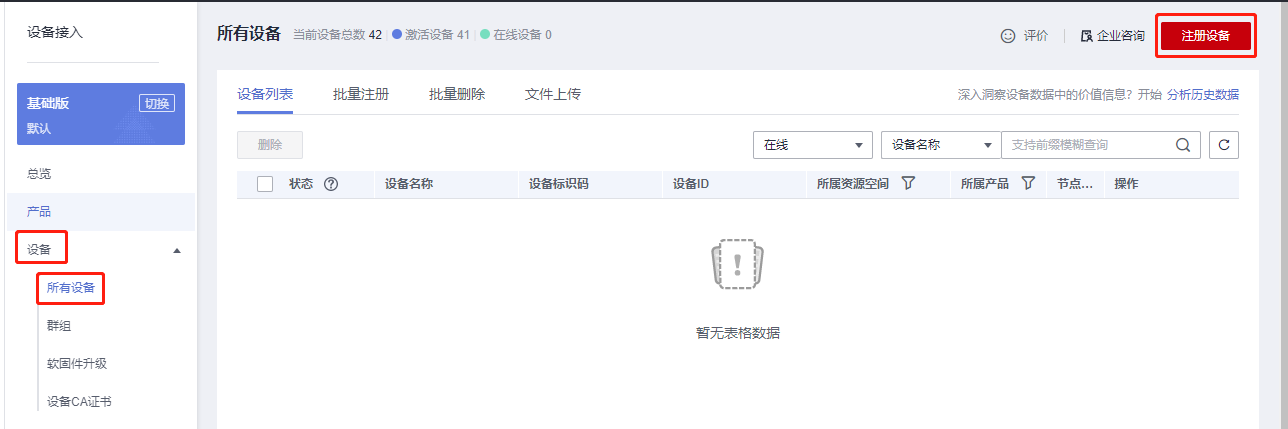 设备接入
基础版
切换
默认
总览
产品
设备
所有设备
群组
软固件升级
设备CA证书
所有设备 当前设备总数 42 激活设备 41 在线设备 0
评价 企业咨询 注册设备
设备列表 批量注册 批量删除 文件上传
深入洞察设备数据中的价值信息？开始 分析历史数据
删除 在线 设备名称 支持前缀模糊查询
状态 设备名称 设备标识码 设备ID 所属资源空间 所属产品 节点... 操作
暂无表格数据